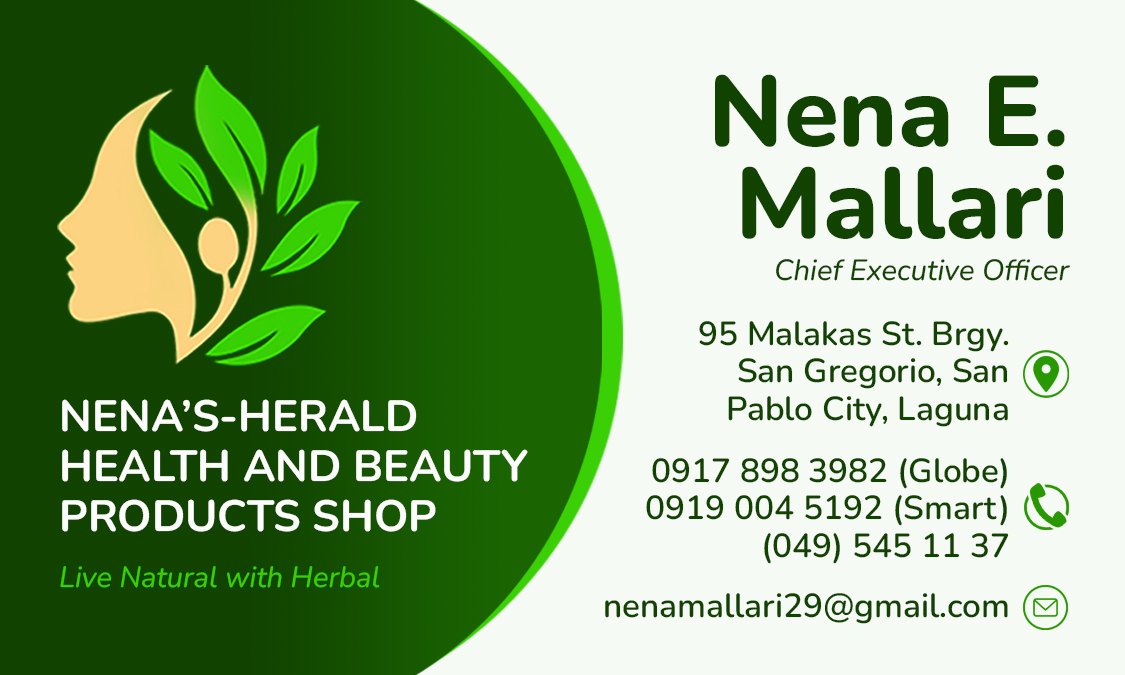 NENA’S-HERALD
HEALTH AND BEAUTY
PRODUCTS SHOP
Live Natural with Herbal
Nena E.
Mallari
Chief Executive Officer
95 Malakas St. Brgy.
San Gregorio, San
Pablo City, Laguna
0917 898 3982 (Globe)
0919 004 5192 (Smart)
(049) 545 11 37
nenamallari29@gmail.com